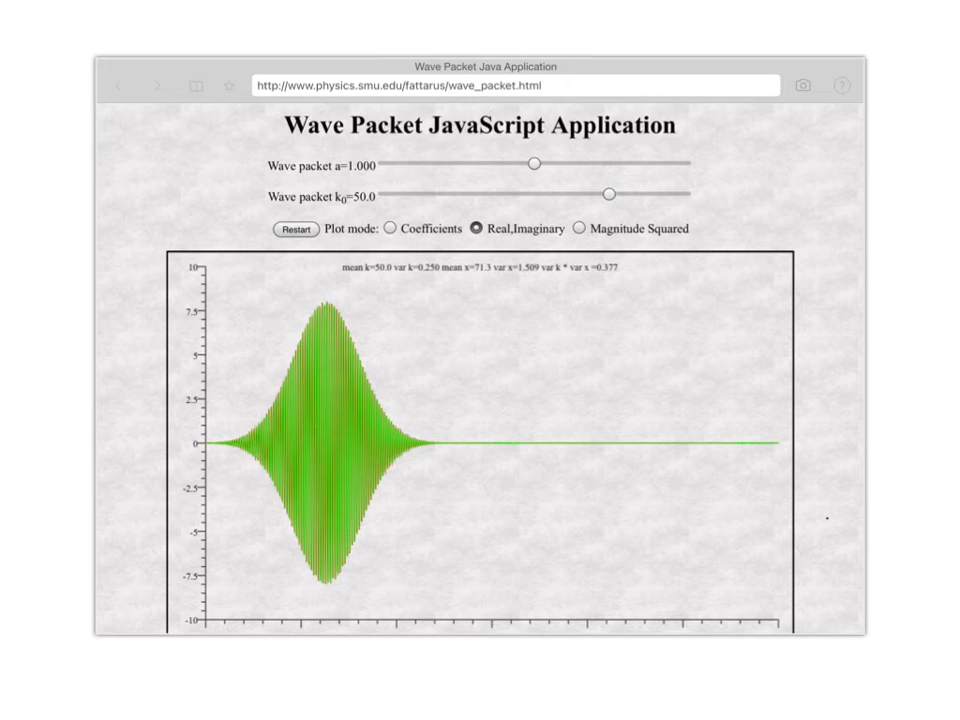 Wave Packet Java Application
http://www.physics.smu.edu/fattarus/wave_packet.html
Wave Packet JavaScript Application
Wave packet a=1.000
Wave packet k0=50.0
Restart Plot mode: Coefficients Real,Imaginary Magnitude Squared
mean k=50.0 var k=0.250 mean x=71.3 var x=1.509 var k * var x =0.377
10
7.5
5
2.5
0
-2.5
-5
-7.5
-10